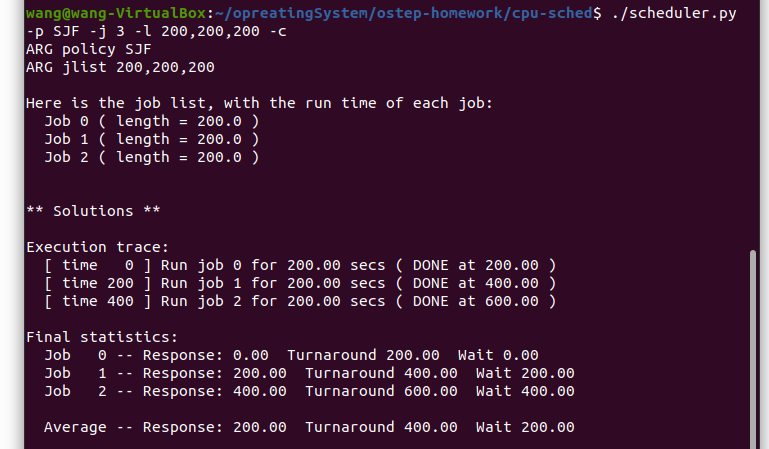 wang@wang-VirtualBox:~/opreatingSystem/ostep-homework/cpu-sched$ ./scheduler.py
-p SJF -j 3 -l 200,200,200 -c
ARG policy SJF
ARG jlist 200,200,200
Here is the job list, with the run time of each job:
Job 0 ( length = 200.0 )
Job 1 ( length = 200.0 )
Job 2 ( length = 200.0 )
** Solutions **
Execution trace:
[ time   0 ] Run job 0 for 200.00 secs ( DONE at 200.00 )
[ time 200 ] Run job 1 for 200.00 secs ( DONE at 400.00 )
[ time 400 ] Run job 2 for 200.00 secs ( DONE at 600.00 )
Final statistics:
Job   0 -- Response: 0.00  Turnaround 200.00  Wait 0.00
Job   1 -- Response: 200.00  Turnaround 400.00  Wait 200.00
Job   2 -- Response: 400.00  Turnaround 600.00  Wait 400.00
Average -- Response: 200.00  Turnaround 400.00  Wait 200.00